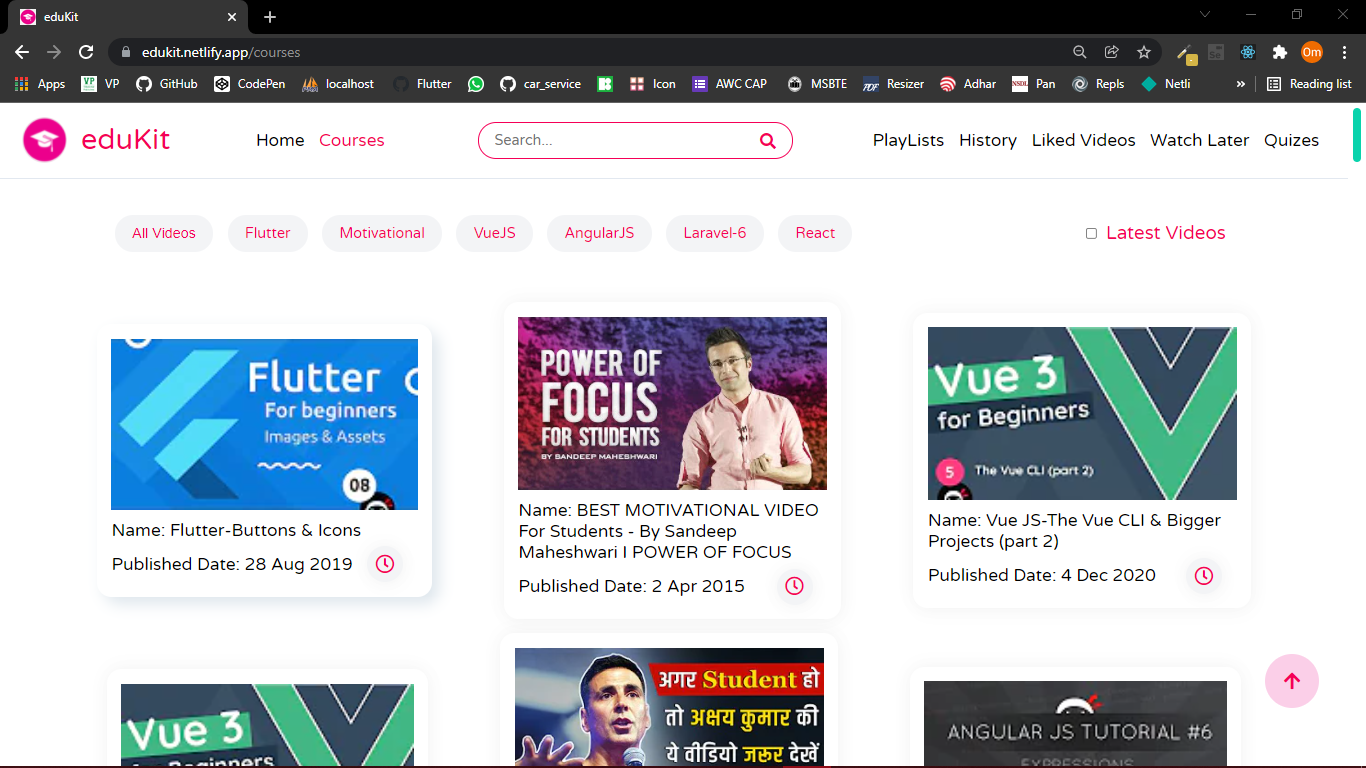 eduKit
edukit.netlify.app/courses
Om
Apps VP VP GitHub CodePen localhost Flutter car_service Icon AWC CAP MSBTE PDF Resizer Adhar NSDL Pan Repls Netli » Reading list
eduKit Home Courses Search... PlayLists History Liked Videos Watch Later Quizes
All Videos Flutter Motivational VueJS AngularJS Laravel-6 React Latest Videos
Flutter
For beginners
Images & Assets
08
Name: Flutter-Buttons & Icons
Published Date: 28 Aug 2019
POWER OF
FOCUS
FOR STUDENTS
BY SANDEEP MAHESHWARI
Name: BEST MOTIVATIONAL VIDEO
For Students - By Sandeep
Maheshwari I POWER OF FOCUS
Published Date: 2 Apr 2015
Vue 3
for Beginners
5 The Vue CLI (part 2)
Name: Vue JS-The Vue CLI & Bigger
Projects (part 2)
Published Date: 4 Dec 2020
Vue 3
for Beginners
अगर Student हो
तो अक्षय कुमार की
ये वीडियो जरूर देखें
ANGULAR JS TUTORIAL #6
EXPRESSIONS